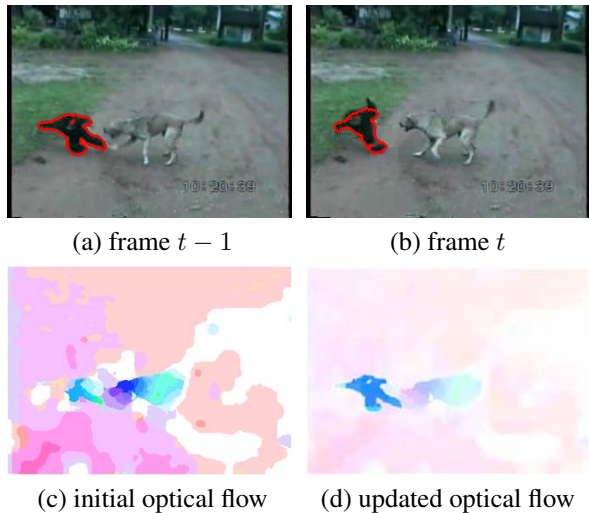 10:20:39
10:20:39
(a) frame t − 1
(b) frame t
(c) initial optical flow
(d) updated optical flow